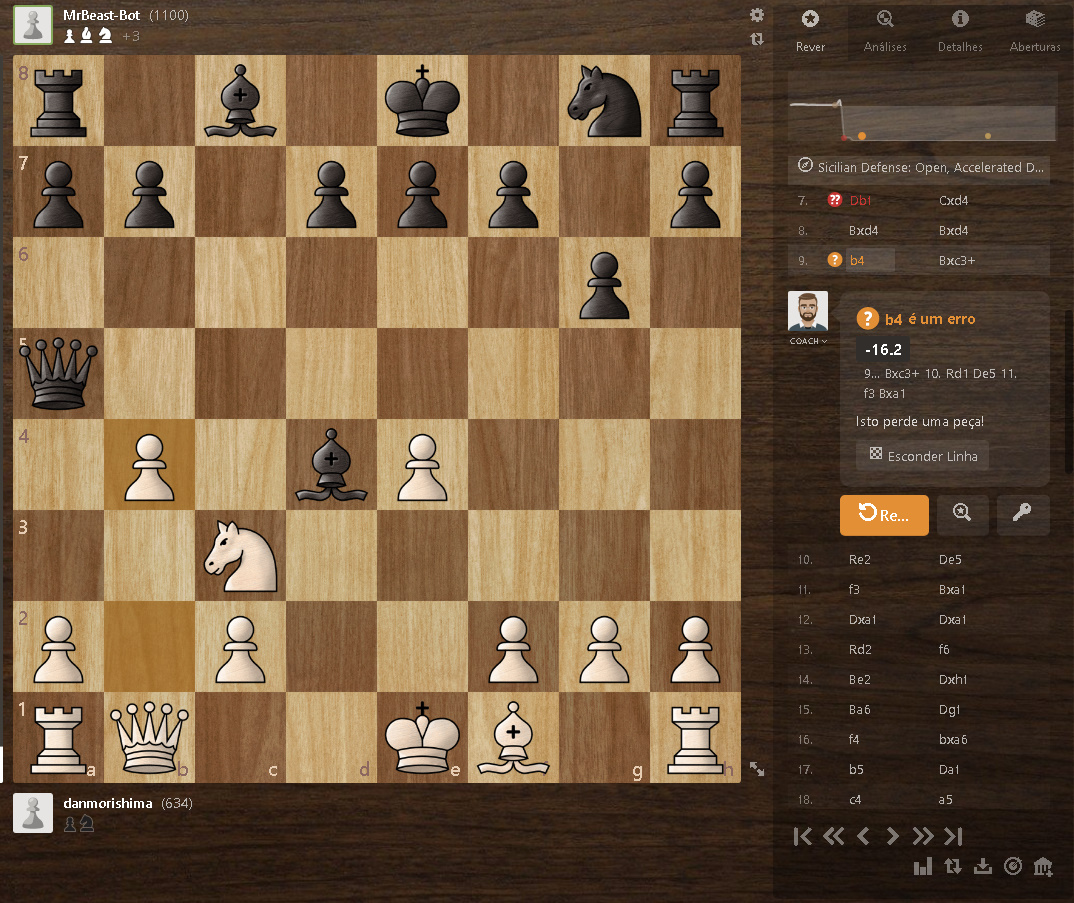 MrBeast-Bot (1100)
+3
8
7
6
5
4
3
2
1
a b c d e f g h
danmorishima (634)
Rever Análises Detalhes Aberturas
Sicilian Defense: Open, Accelerated D...
7. ?? Db1 Cxd4
8. Bxd4 Bxd4
9. ? b4 Bxc3+
COACH
? b4 é um erro
-16.2
9... Bxc3+ 10. Rd1 De5 11.
f3 Bxa1
Isto perde uma peça!
Esconder Linha
Re...
10. Re2 De5
11. f3 Bxa1
12. Dxa1 Dxa1
13. Rd2 f6
14. Be2 Dxh1
15. Ba6 Dg1
16. f4 bxa6
17. b5 Da1
18. c4 a5